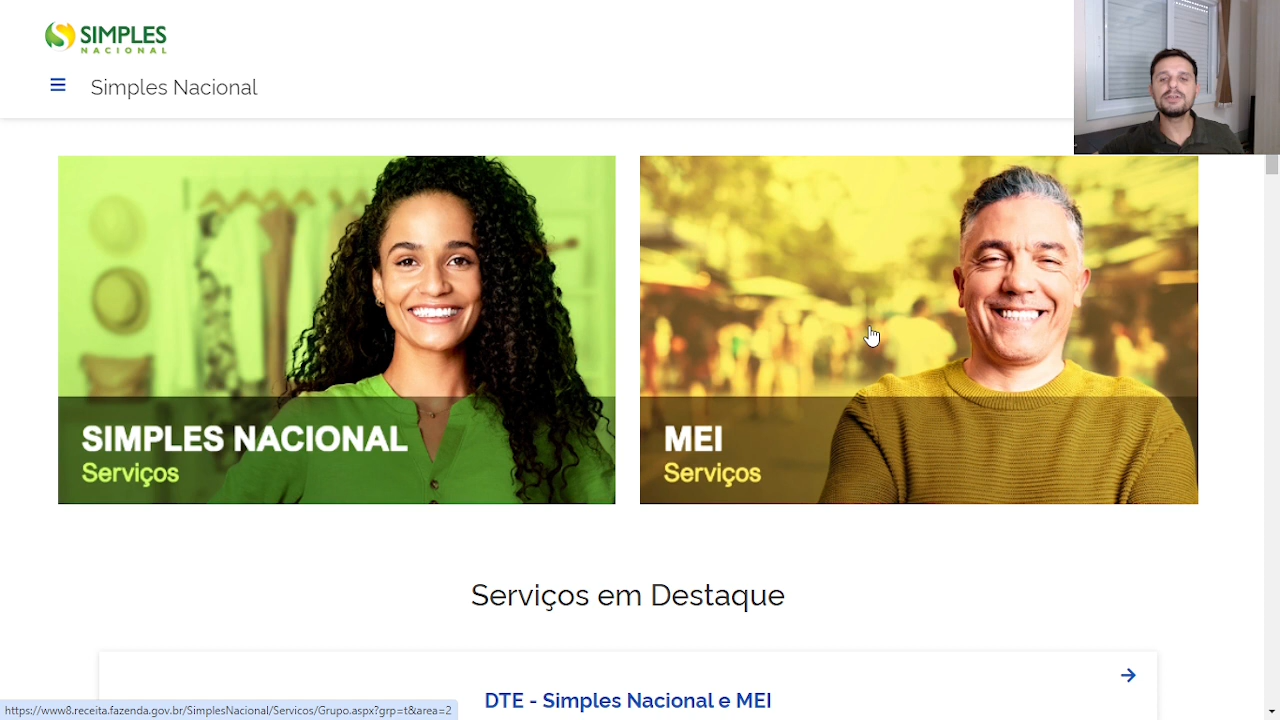 SIMPLES
NACIONAL
Simples Nacional
SIMPLES NACIONAL
Serviços
MEI
Serviços
Serviços em Destaque
DTE - Simples Nacional e MEI
https://www8.receita.fazenda.gov.br/SimplesNacional/Servicos/Grupo.aspx?grp=t&area=2